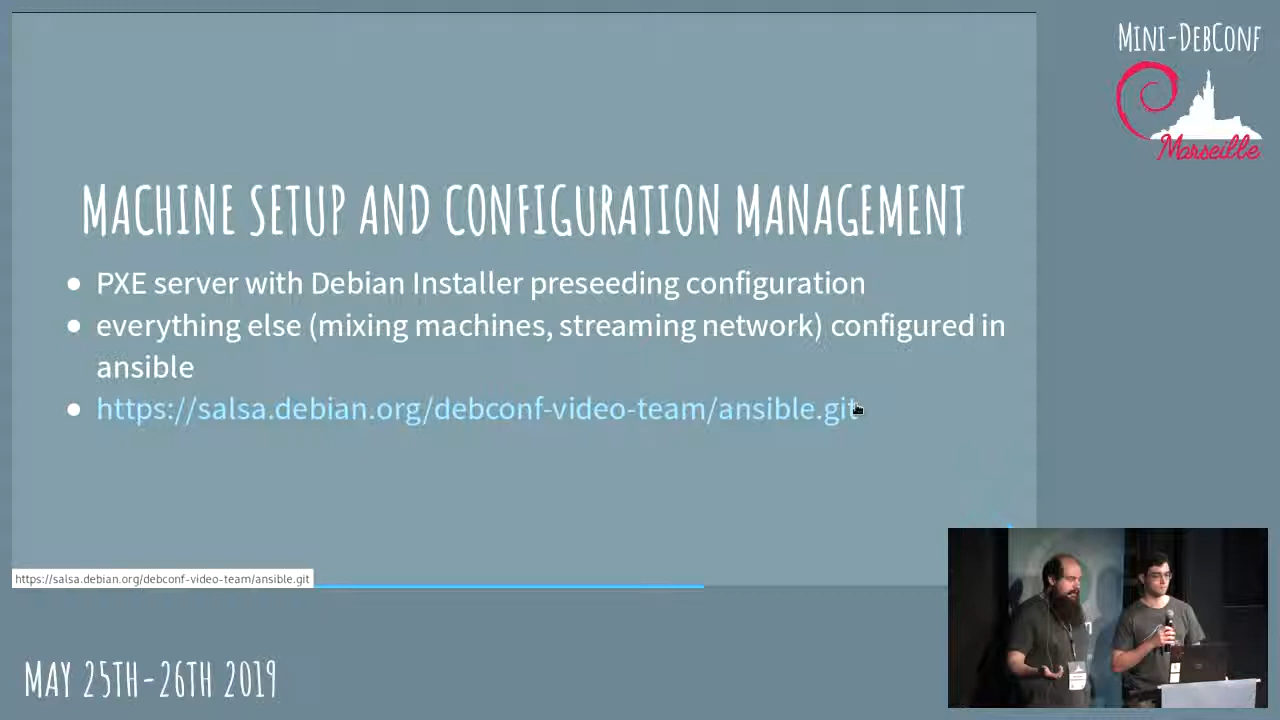 MINI-DEBCONF
Marseille
MACHINE SETUP AND CONFIGURATION MANAGEMENT
PXE server with Debian Installer preseeding configuration
everything else (mixing machines, streaming network) configured in
ansible
https://salsa.debian.org/debconf-video-team/ansible.git
https://salsa.debian.org/debconf-video-team/ansible.git
MAY 25TH-26TH 2019